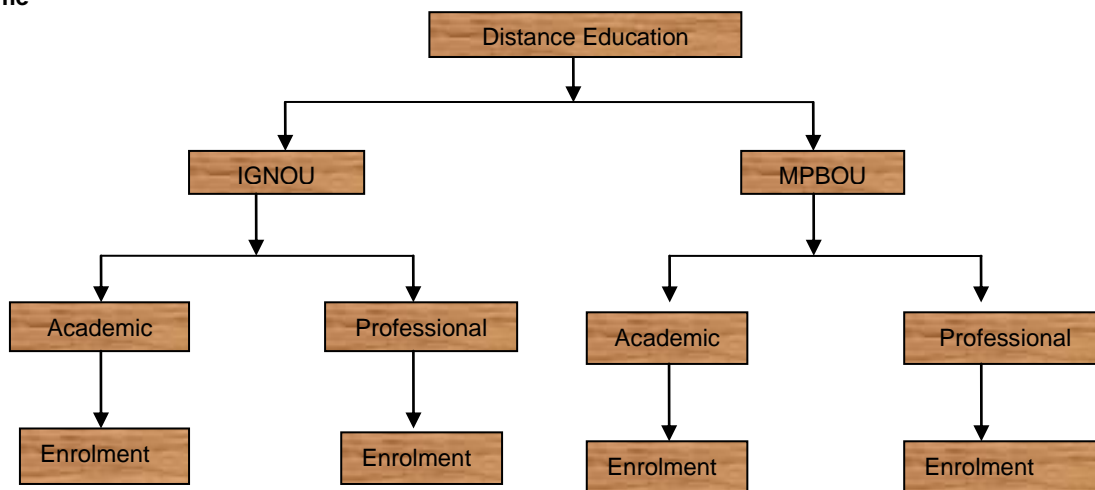 Distance Education
IGNOU MPBOU
Academic Professional Academic Professional
Enrolment Enrolment Enrolment Enrolment